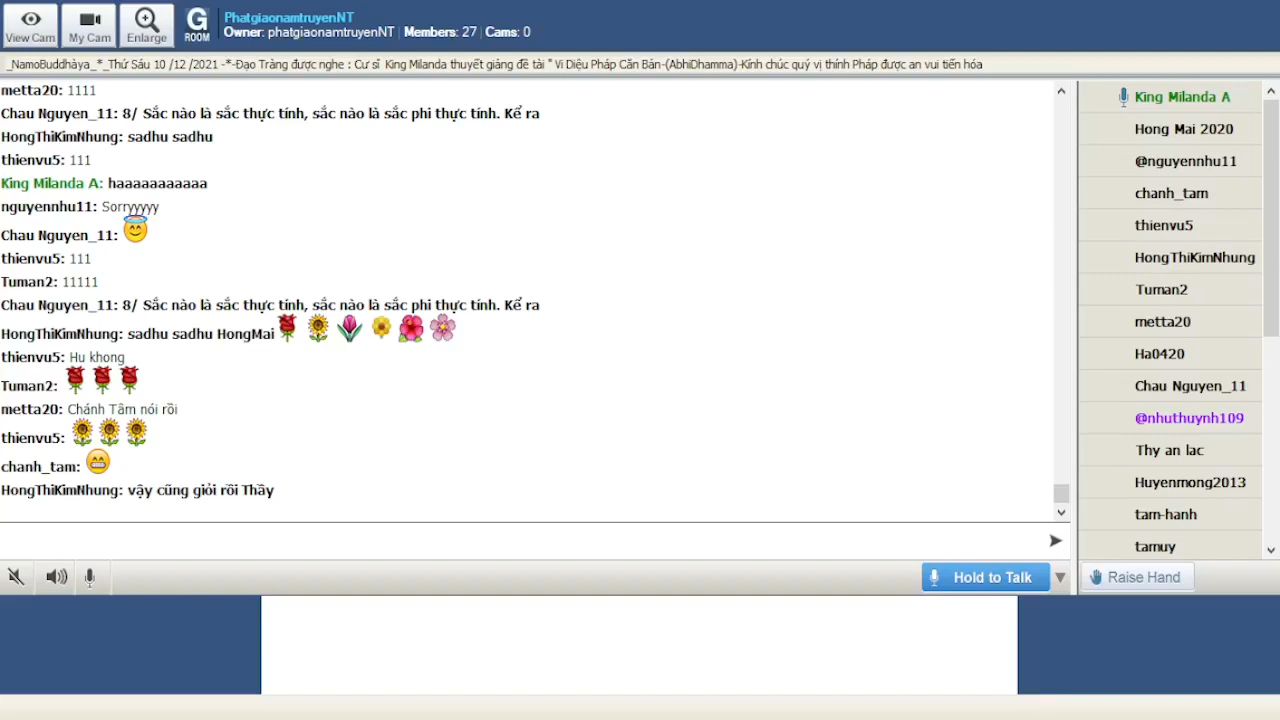 View Cam
My Cam
Enlarge
G
ROOM
PhatgiaonamtruyenNT
Owner: phatgiaonamtruyenNT | Members: 27 | Cams: 0
_NamoBuddhàya_*_Thứ Sáu 10 /12 /2021 -*-Đạo Tràng được nghe : Cư sĩ King Milanda thuyết giảng đề tài " Vi Diệu Pháp Căn Bản-(AbhiDhamma)-Kính chúc quý vị thính Pháp được an vui tiến hóa
metta20: 1111
Chau Nguyen_11: 8/ Sắc nào là sắc thực tính, sắc nào là sắc phi thực tính. Kể ra
HongThiKimNhung: sadhu sadhu
thienvu5: 111
King Milanda A: haaaaaaaaaaa
nguyennhu11: Sorryyyyy
Chau Nguyen_11:
thienvu5: 111
Tuman2: 11111
Chau Nguyen_11: 8/ Sắc nào là sắc thực tính, sắc nào là sắc phi thực tính. Kể ra
HongThiKimNhung: sadhu sadhu HongMai
thienvu5: Hu khong
Tuman2:
metta20: Chánh Tâm nói rồi
thienvu5:
chanh_tam:
HongThiKimNhung: vậy cũng giỏi rồi Thầy
King Milanda A
Hong Mai 2020
@nguyennhu11
chanh_tam
thienvu5
HongThiKimNhung
Tuman2
metta20
Ha0420
Chau Nguyen_11
@nhuthuynh109
Thy an lac
Huyenmong2013
tam-hanh
tamuy
Hold to Talk
Raise Hand